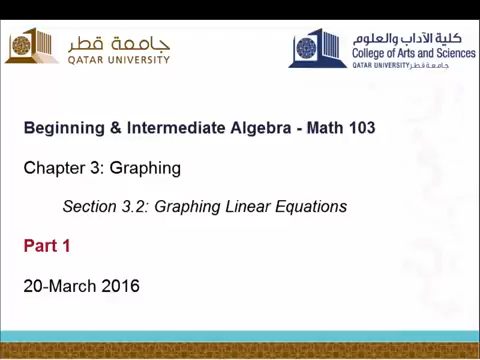 جامعة قطر
QATAR UNIVERSITY
كلية الآداب والعلوم
College of Arts and Sciences
QATAR UNIVERSITY جامعة قطر
Beginning & Intermediate Algebra - Math 103
Chapter 3: Graphing
Section 3.2: Graphing Linear Equations
Part 1
20-March 2016